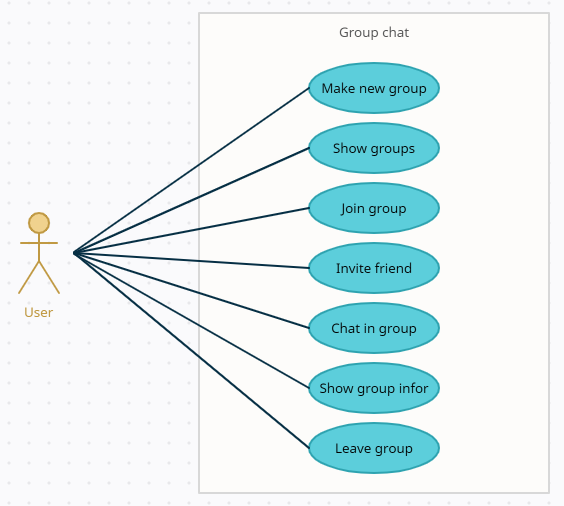 Group chat
Make new group
Show groups
Join group
Invite friend
Chat in group
Show group infor
Leave group
User